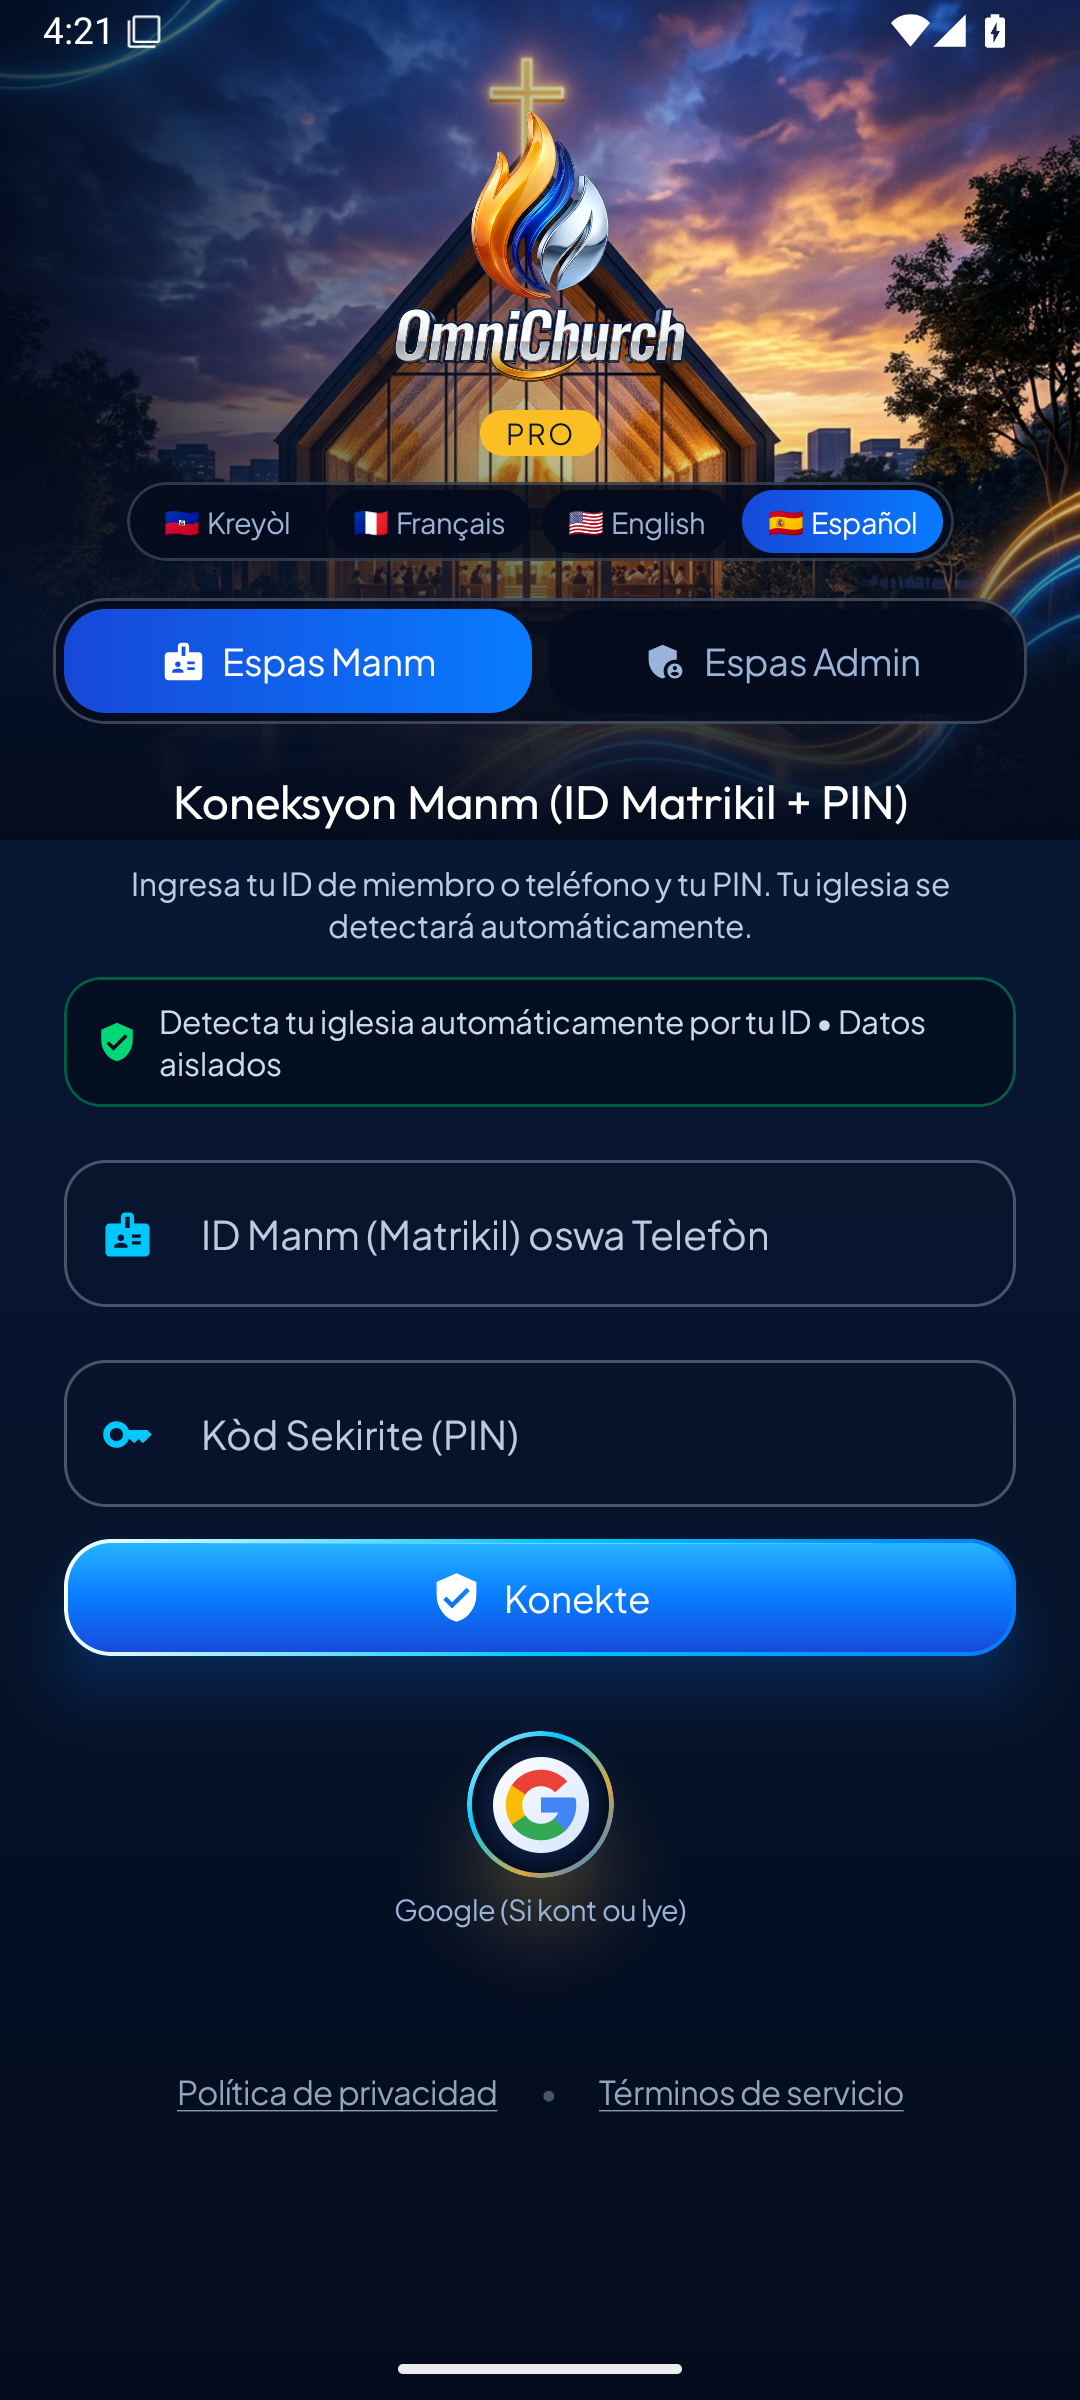 4:21
OmniChurch
PRO
Kreyòl
Français
English
Español
Espas Manm
Espas Admin
Koneksyon Manm (ID Matrikil + PIN)
Ingresa tu ID de miembro o teléfono y tu PIN. Tu iglesia se
detectará automáticamente.
Detecta tu iglesia automáticamente por tu ID • Datos
aislados
ID Manm (Matrikil) oswa Telefòn
Kòd Sekirite (PIN)
Konekte
Google (Si kont ou lye)
Política de privacidad • Términos de servicio